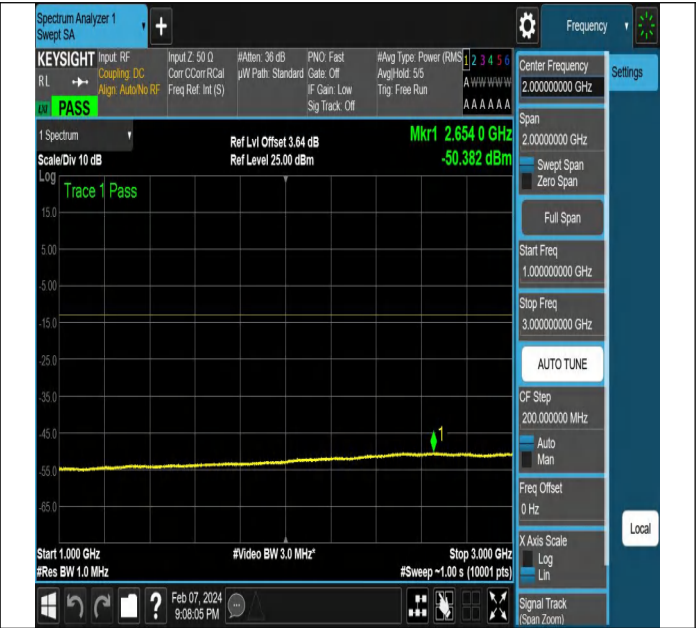 Spectrum Analyzer 1
Swept SA
+
Frequency
KEYSIGHT
RL
LXI
PASS
Input: RF
Coupling: DC
Align: Auto/No RF
Input Z: 50 Ω
Corr CCorr RCal
Freq Ref: Int (S)
#Atten: 36 dB
µW Path: Standard
PNO: Fast
Gate: Off
IF Gain: Low
Sig Track: Off
#Avg Type: Power (RMS
Avg|Hold: 5/5
Trig: Free Run
1 2 3 4 5 6
A W W W W W
A A A A A A
1 Spectrum
Scale/Div 10 dB
Ref Lvl Offset 3.64 dB
Ref Level 25.00 dBm
Mkr1 2.654 0 GHz
-50.382 dBm
Log
Trace 1 Pass
15.0
5.00
-5.00
-15.0
-25.0
-35.0
-45.0
-55.0
-65.0
1
Start 1.000 GHz
#Res BW 1.0 MHz
#Video BW 3.0 MHz*
Stop 3.000 GHz
#Sweep ~1.00 s (10001 pts)
Feb 07, 2024
9:08:05 PM
Center Frequency
2.000000000 GHz
Span
2.00000000 GHz
Swept Span
Zero Span
Full Span
Start Freq
1.000000000 GHz
Stop Freq
3.000000000 GHz
AUTO TUNE
CF Step
200.000000 MHz
Auto
Man
Freq Offset
0 Hz
X Axis Scale
Log
Lin
Signal Track
(Span Zoom)
Settings
Local